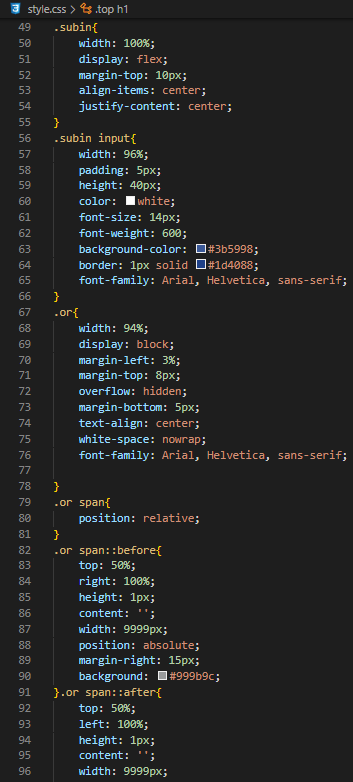 style.css > .top h1
49 .subin{
50 width: 100%;
51 display: flex;
52 margin-top: 10px;
53 align-items: center;
54 justify-content: center;
55 }
56 .subin input{
57 width: 96%;
58 padding: 5px;
59 height: 40px;
60 color: white;
61 font-size: 14px;
62 font-weight: 600;
63 background-color: #3b5998;
64 border: 1px solid #1d4088;
65 font-family: Arial, Helvetica, sans-serif;
66 }
67 .or{
68 width: 94%;
69 display: block;
70 margin-left: 3%;
71 margin-top: 8px;
72 overflow: hidden;
73 margin-bottom: 5px;
74 text-align: center;
75 white-space: nowrap;
76 font-family: Arial, Helvetica, sans-serif;
77
78 }
79 .or span{
80 position: relative;
81 }
82 .or span::before{
83 top: 50%;
84 right: 100%;
85 height: 1px;
86 content: '';
87 width: 9999px;
88 position: absolute;
89 margin-right: 15px;
90 background: #999b9c;
91 }.or span::after{
92 top: 50%;
93 left: 100%;
94 height: 1px;
95 content: '';
96 width: 9999px;